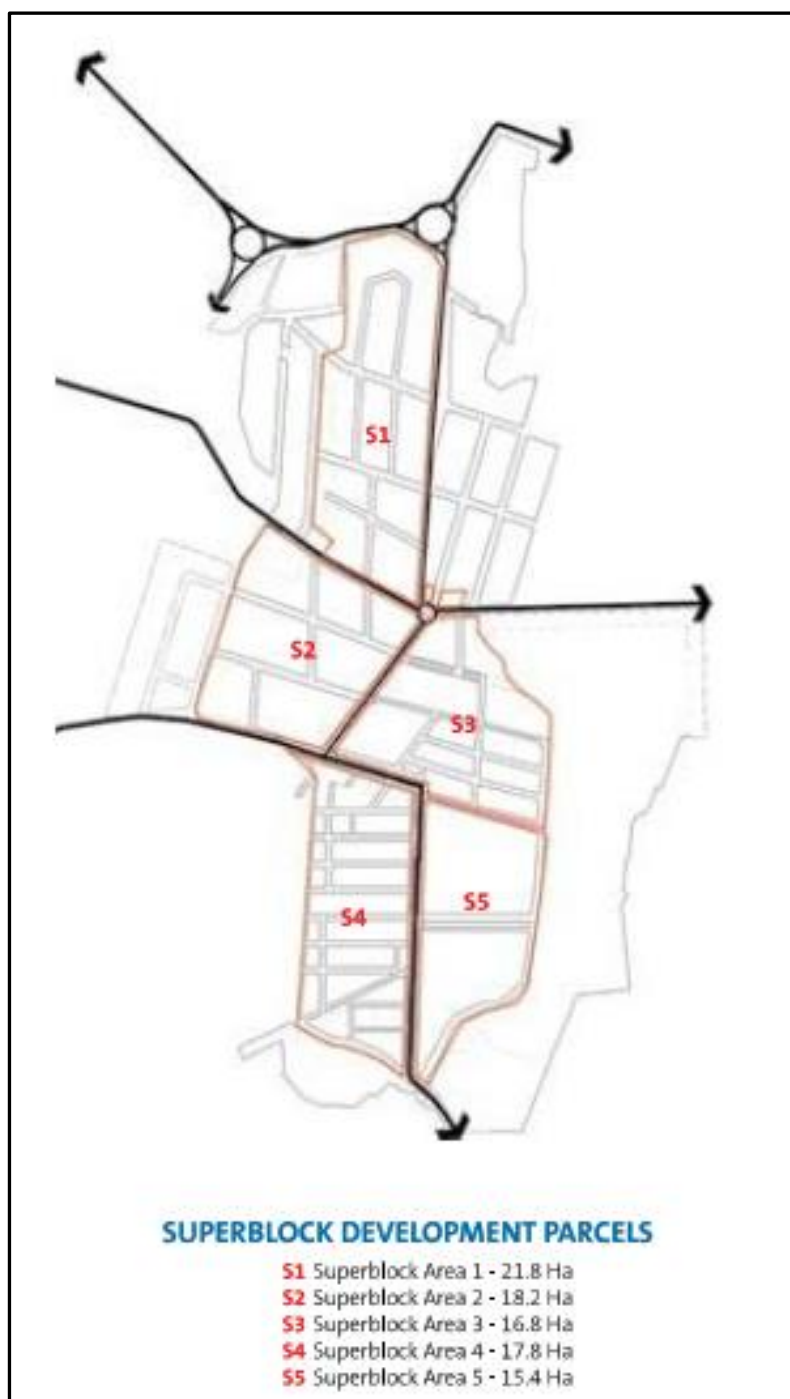 S1
S2
S3
S4
S5
SUPERBLOCK DEVELOPMENT PARCELS
S1 Superblock Area 1 - 21.8 Ha
S2 Superblock Area 2 - 18.2 Ha
S3 Superblock Area 3 - 16.8 Ha
S4 Superblock Area 4 - 17.8 Ha
S5 Superblock Area 5 - 15.4 Ha